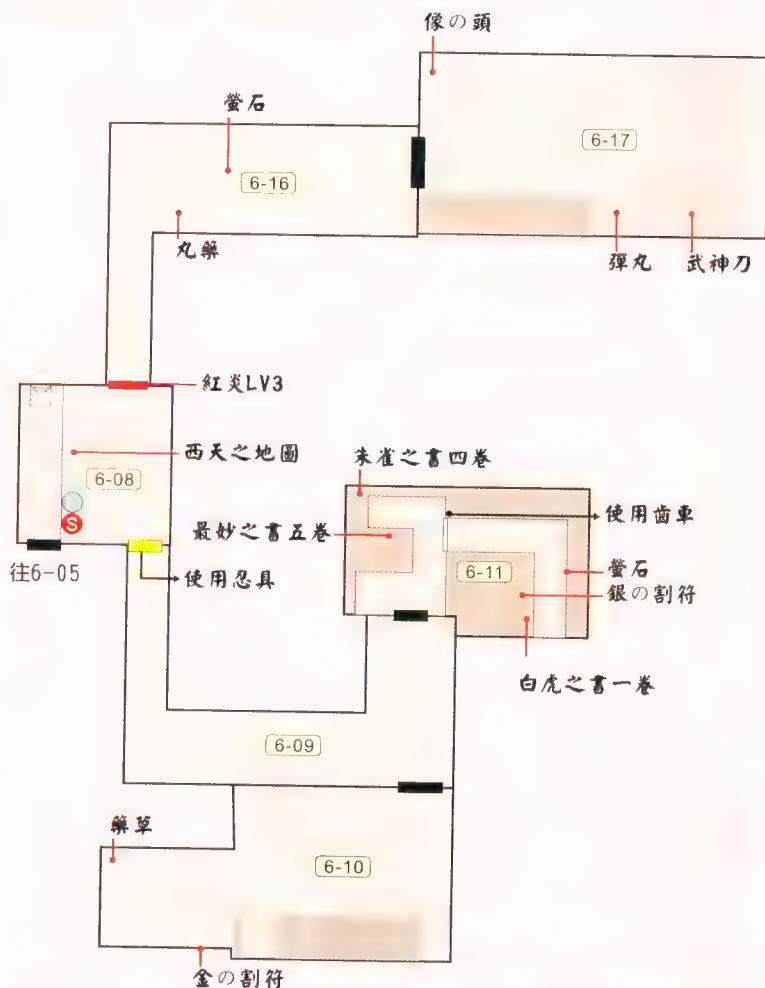 像の頭
螢石
6-17
6-16
丸藥
彈丸
武神刀
紅炎LV3
西天之地圖
朱雀之書四卷
6-08
S
最妙之書五卷
使用齒車
往6-05
使用忍具
6-11
螢石
銀の割符
白虎之書一卷
6-09
藥草
6-10
金の割符